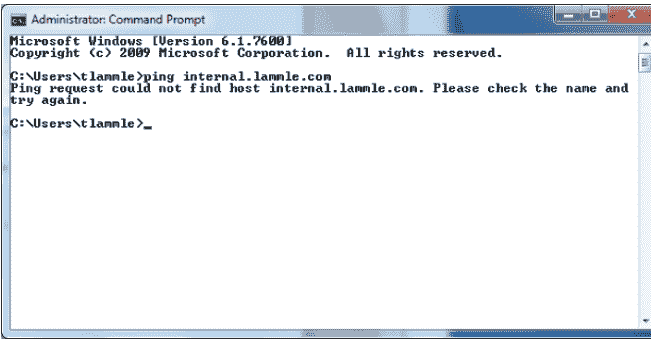 Administrator: Command Prompt
Microsoft Windows [Version 6.1.7600]
Copyright (c) 2009 Microsoft Corporation.  All rights reserved.
C:\Users\tlammle>ping internal.lammle.com
Ping request could not find host internal.lammle.com. Please check the name and
try again.
C:\Users\tlammle>_